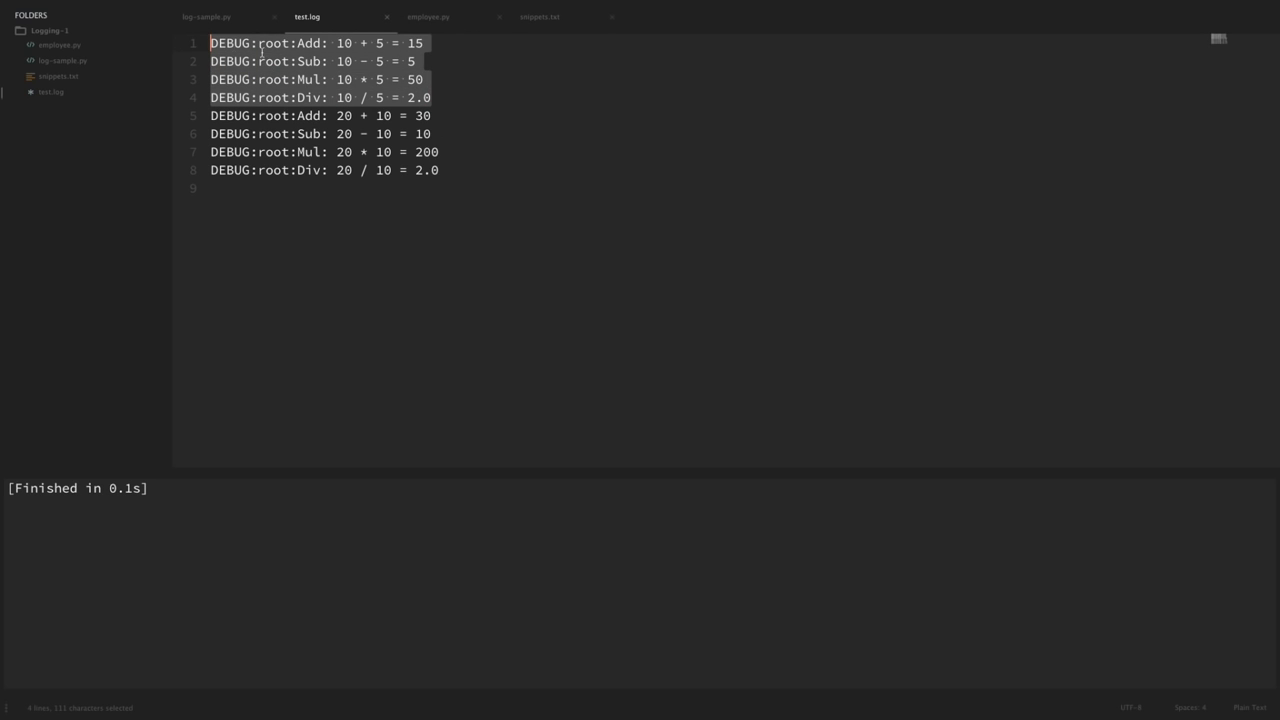 FOLDERS
Logging-1
employee.py
log-sample.py
snippets.txt
test.log
log-sample.py × test.log × employee.py × snippets.txt ×
1 DEBUG:root:Add: 10 + 5 = 15
2 DEBUG:root:Sub: 10 - 5 = 5
3 DEBUG:root:Mul: 10 * 5 = 50
4 DEBUG:root:Div: 10 / 5 = 2.0
5 DEBUG:root:Add: 20 + 10 = 30
6 DEBUG:root:Sub: 20 - 10 = 10
7 DEBUG:root:Mul: 20 * 10 = 200
8 DEBUG:root:Div: 20 / 10 = 2.0
9
[Finished in 0.1s]
4 lines, 111 characters selected
UTF-8 Spaces: 4 Plain Text